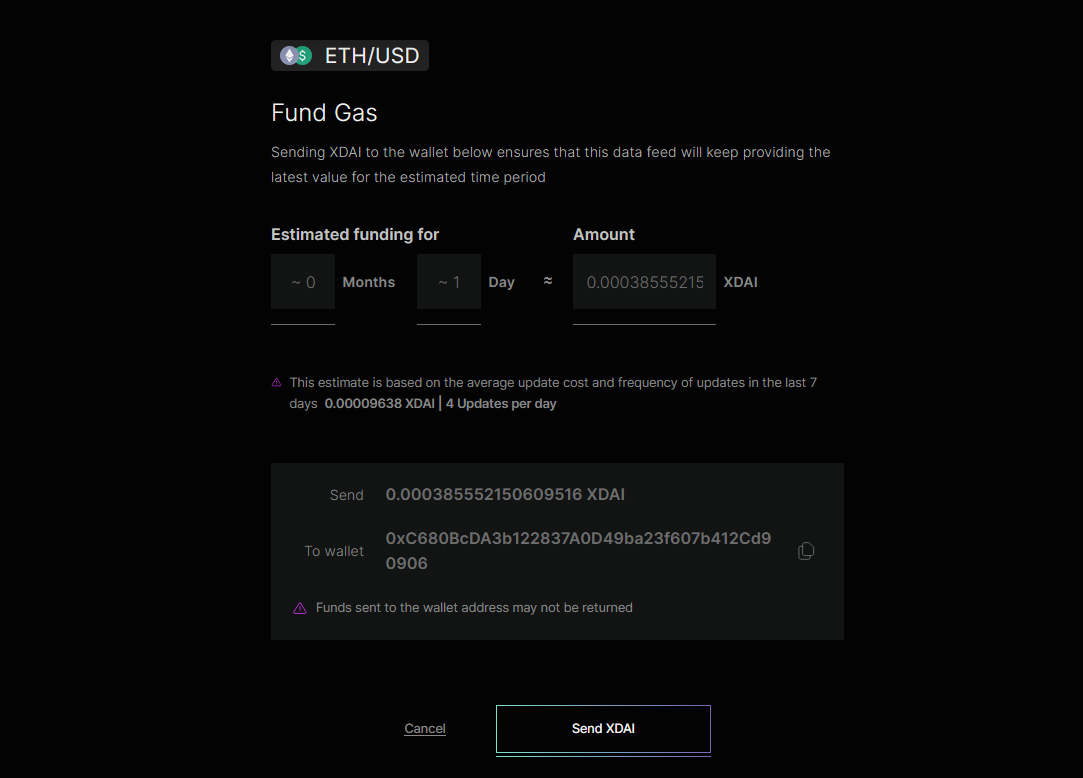 ETH/USD
Fund Gas
Sending XDAI to the wallet below ensures that this data feed will keep providing the
latest value for the estimated time period
Estimated funding for Amount
~ 0 Months ~ 1 Day ≈ 0.00038555215 XDAI
This estimate is based on the average update cost and frequency of updates in the last 7
days 0.00009638 XDAI | 4 Updates per day
Send 0.000385552150609516 XDAI
To wallet 0xC680BcDA3b122837A0D49ba23f607b412Cd9
0906
Funds sent to the wallet address may not be returned
Cancel Send XDAI